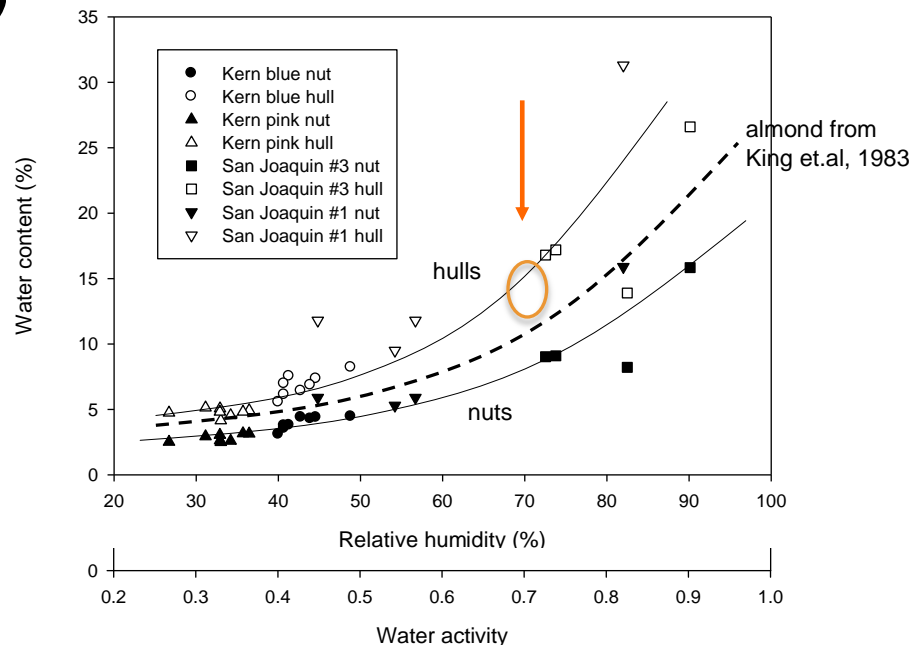 35
30
25
20
15
10
5
0
Water content (%)
Kern blue nut
Kern blue hull
Kern pink nut
Kern pink hull
San Joaquin #3 nut
San Joaquin #3 hull
San Joaquin #1 nut
San Joaquin #1 hull
almond from
King et.al, 1983
hulls
nuts
20 30 40 50 60 70 80 90 100
Relative humidity (%)
0
0.2 0.3 0.4 0.5 0.6 0.7 0.8 0.9 1.0
Water activity